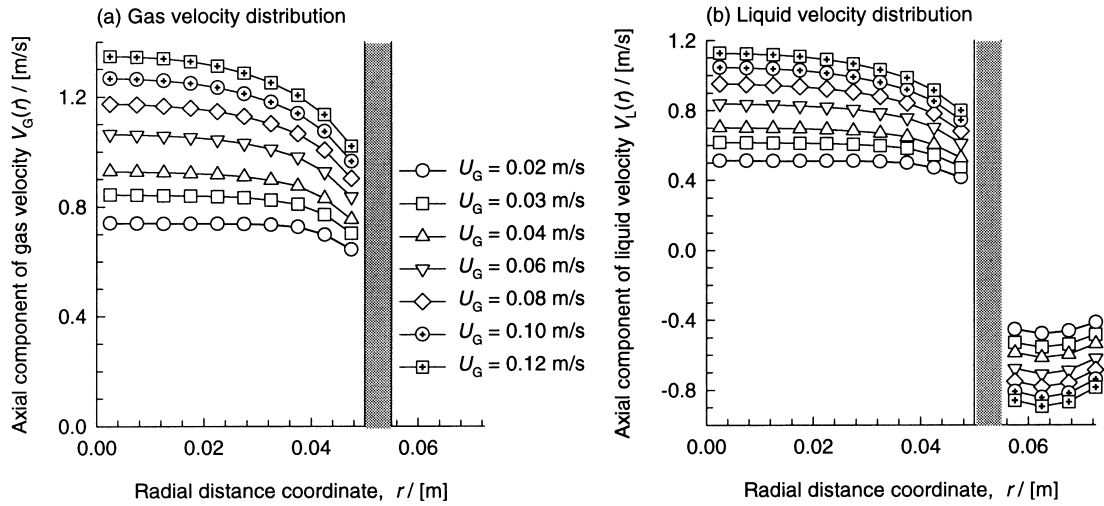 (a) Gas velocity distribution
Axial component of gas velocity V_G(r) / [m/s]
1.2
0.8
0.4
0.0
0.00 0.02 0.04 0.06
Radial distance coordinate, r / [m]
U_G = 0.02 m/s
U_G = 0.03 m/s
U_G = 0.04 m/s
U_G = 0.06 m/s
U_G = 0.08 m/s
U_G = 0.10 m/s
U_G = 0.12 m/s
(b) Liquid velocity distribution
Axial component of liquid velocity V_L(r) / [m/s]
1.2
0.8
0.4
0.0
-0.4
-0.8
0.00 0.02 0.04 0.06
Radial distance coordinate, r / [m]